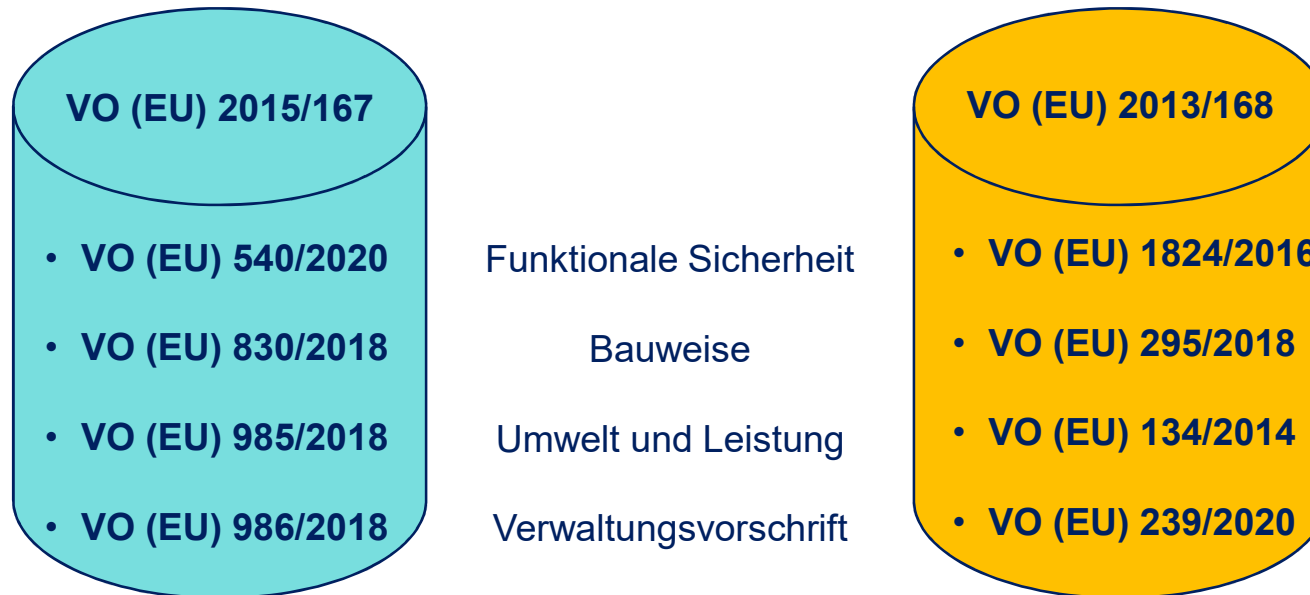 VO (EU) 2015/167
VO (EU) 2013/168
• VO (EU) 540/2020
Funktionale Sicherheit
• VO (EU) 1824/2016
• VO (EU) 830/2018
Bauweise
• VO (EU) 295/2018
• VO (EU) 985/2018
Umwelt und Leistung
• VO (EU) 134/2014
• VO (EU) 986/2018
Verwaltungsvorschrift
• VO (EU) 239/2020